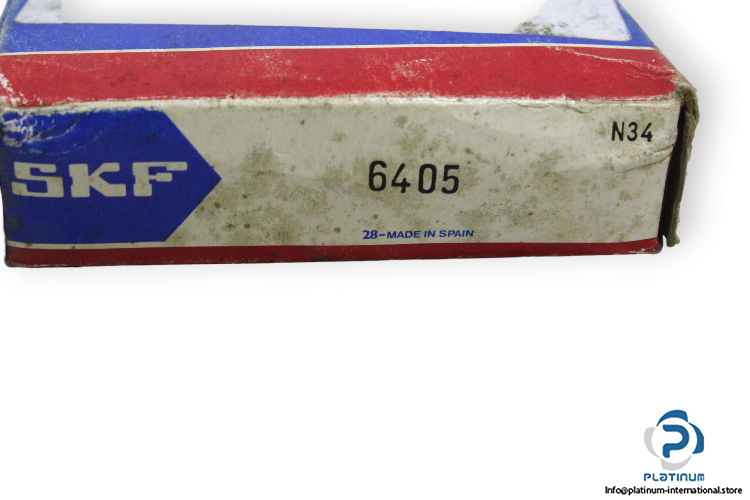 N34
SKF
6405
28-MADE IN SPAIN
PLATINUM
Info@platinum-international.store